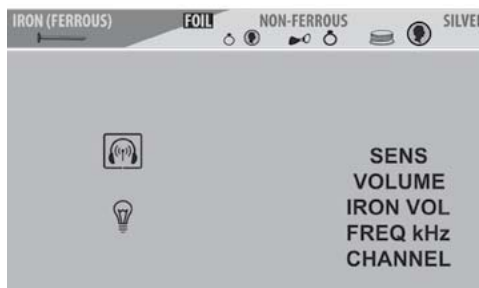 IRON (FERROUS) FOIL NON-FERROUS
SENS
VOLUME
IRON VOL
FREQ kHz
CHANNEL